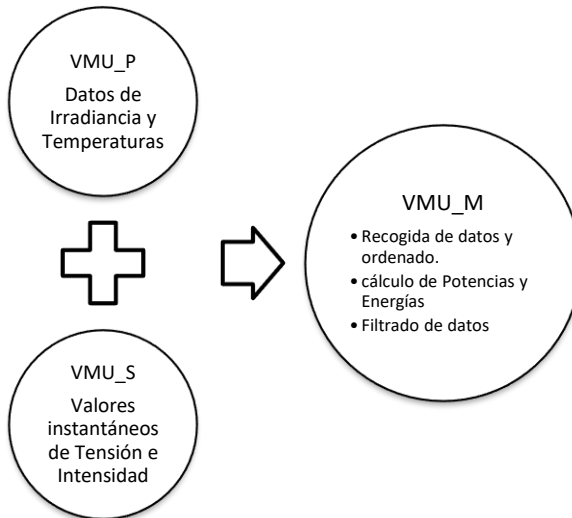 VMU_P
Datos de
Irradiancia y
Temperaturas
VMU_S
Valores
instantáneos
de Tensión e
Intensidad
VMU_M
• Recogida de datos y
ordenado.
• cálculo de Potencias y
Energías
• Filtrado de datos